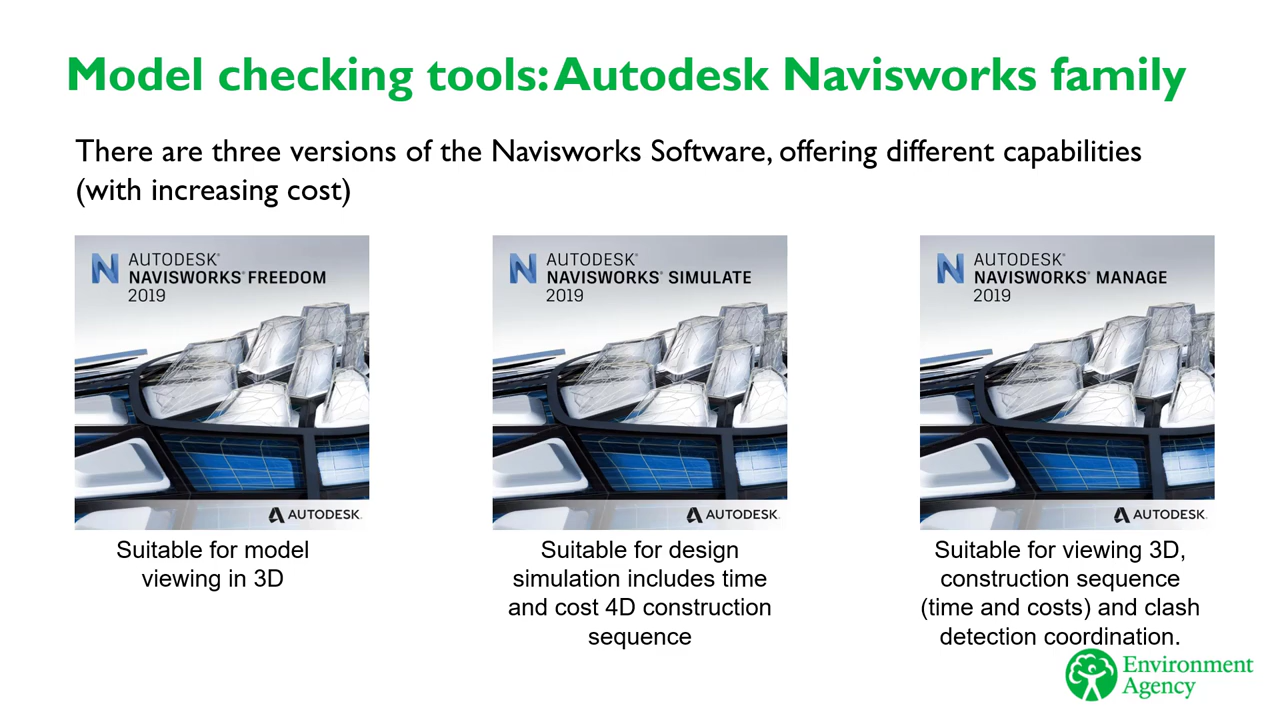 Model checking tools: Autodesk Navisworks family
There are three versions of the Navisworks Software, offering different capabilities
(with increasing cost)
AUTODESK®
NAVISWORKS® FREEDOM
2019
AUTODESK.
Suitable for model
viewing in 3D
AUTODESK®
NAVISWORKS® SIMULATE
2019
AUTODESK.
Suitable for design
simulation includes time
and cost 4D construction
sequence
AUTODESK®
NAVISWORKS® MANAGE
2019
AUTODESK.
Suitable for viewing 3D,
construction sequence
(time and costs) and clash
detection coordination.
Environment
Agency